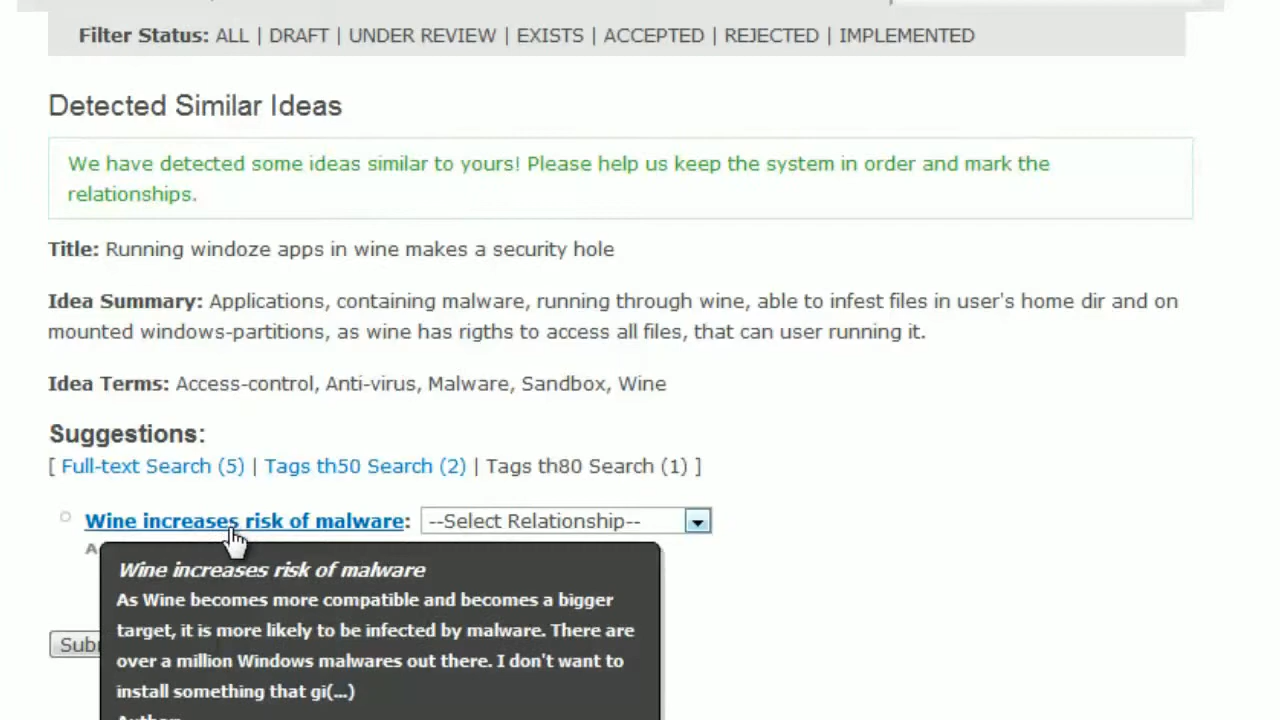 Filter Status: ALL | DRAFT | UNDER REVIEW | EXISTS | ACCEPTED | REJECTED | IMPLEMENTED
Detected Similar Ideas
We have detected some ideas similar to yours! Please help us keep the system in order and mark the
relationships.
Title: Running windoze apps in wine makes a security hole
Idea Summary: Applications, containing malware, running through wine, able to infest files in user's home dir and on
mounted windows-partitions, as wine has rigths to access all files, that can user running it.
Idea Terms: Access-control, Anti-virus, Malware, Sandbox, Wine
Suggestions:
[ Full-text Search (5) | Tags th50 Search (2) | Tags th80 Search (1) ]
Wine increases risk of malware: --Select Relationship--
Wine increases risk of malware
As Wine becomes more compatible and becomes a bigger
target, it is more likely to be infected by malware. There are
over a million Windows malwares out there. I don't want to
install something that gi(...)